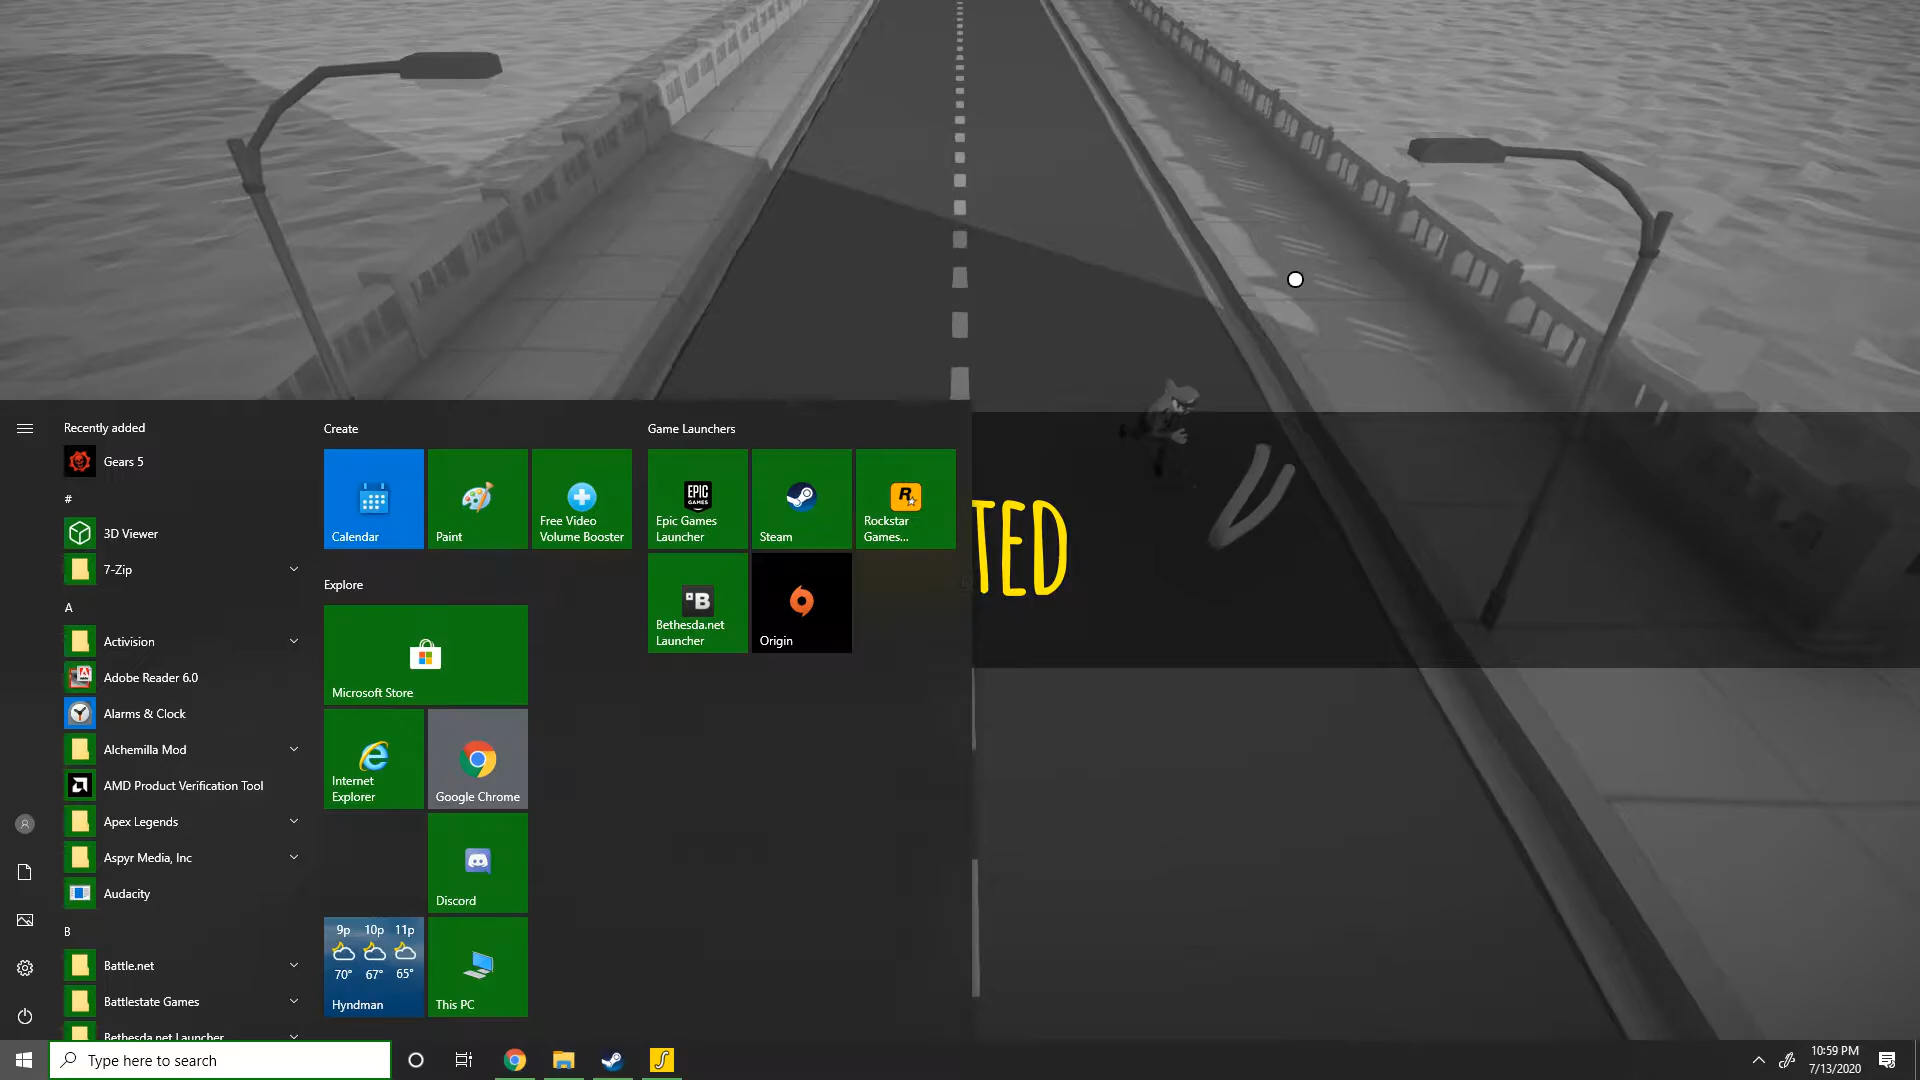 Recently added
Gears 5
#
3D Viewer
7-Zip
A
Activision
Adobe Reader 6.0
Alarms & Clock
Alchemilla Mod
AMD Product Verification Tool
Apex Legends
Aspyr Media, Inc
Audacity
B
Battle.net
Battlestate Games
Bethesda.net Launcher
Create
Calendar
Paint
Free Video
Volume Booster
Explore
Microsoft Store
Internet
Explorer
Google Chrome
Discord
9p 10p 11p
70° 67° 65°
Hyndman
This PC
Game Launchers
EPIC
GAMES
Epic Games
Launcher
Steam
R
Rockstar
Games...
B
Bethesda.net
Launcher
Origin
TED
Type here to search
10:59 PM
7/13/2020